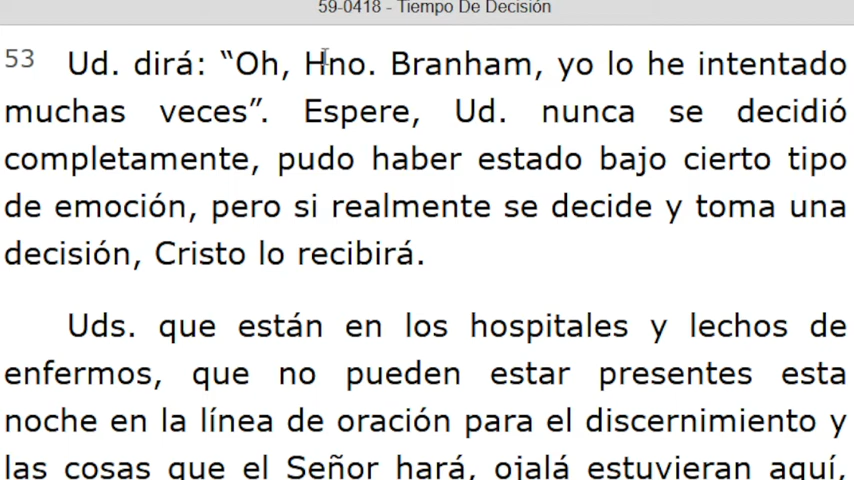 59-0418 - Tiempo De Decisión
53 Ud. dirá: “Oh, Hno. Branham, yo lo he intentado
muchas veces”. Espere, Ud. nunca se decidió
completamente, pudo haber estado bajo cierto tipo
de emoción, pero si realmente se decide y toma una
decisión, Cristo lo recibirá.
Uds. que están en los hospitales y lechos de
enfermos, que no pueden estar presentes esta
noche en la línea de oración para el discernimiento y
las cosas que el Señor hará, ojalá estuvieran aquí,